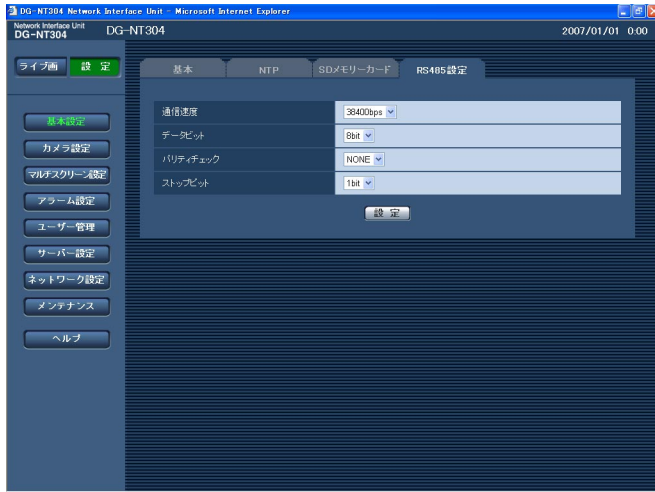 DG-NT304 Network Interface Unit - Microsoft Internet Explorer
Network Interface Unit
DG-NT304
DG-NT304
2007/01/01 0:00
ライブ画 設 定
基本 NTP SDメモリーカード RS485設定
基本設定
カメラ設定
マルチスクリーン設定
アラーム設定
ユーザー管理
サーバー設定
ネットワーク設定
メンテナンス
ヘルプ
通信速度 38400bps
データビット 8bit
パリティチェック NONE
ストップビット 1bit
設 定